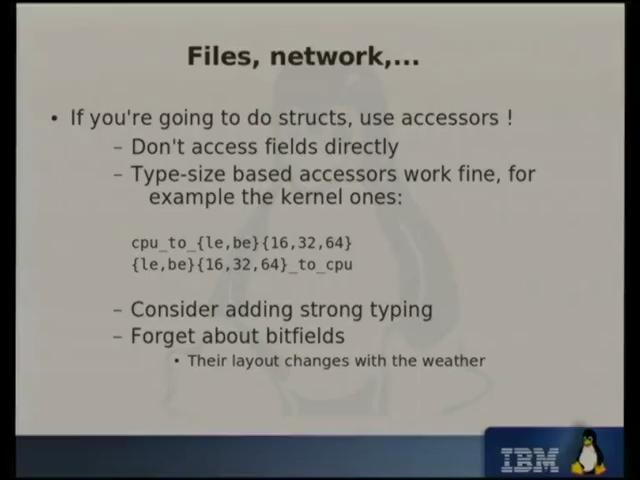 Files, network,...
• If you're going to do structs, use accessors !
– Don't access fields directly
– Type-size based accessors work fine, for
example the kernel ones:
cpu_to_{le,be}{16,32,64}
{le,be}{16,32,64}_to_cpu
– Consider adding strong typing
– Forget about bitfields
• Their layout changes with the weather
IBM